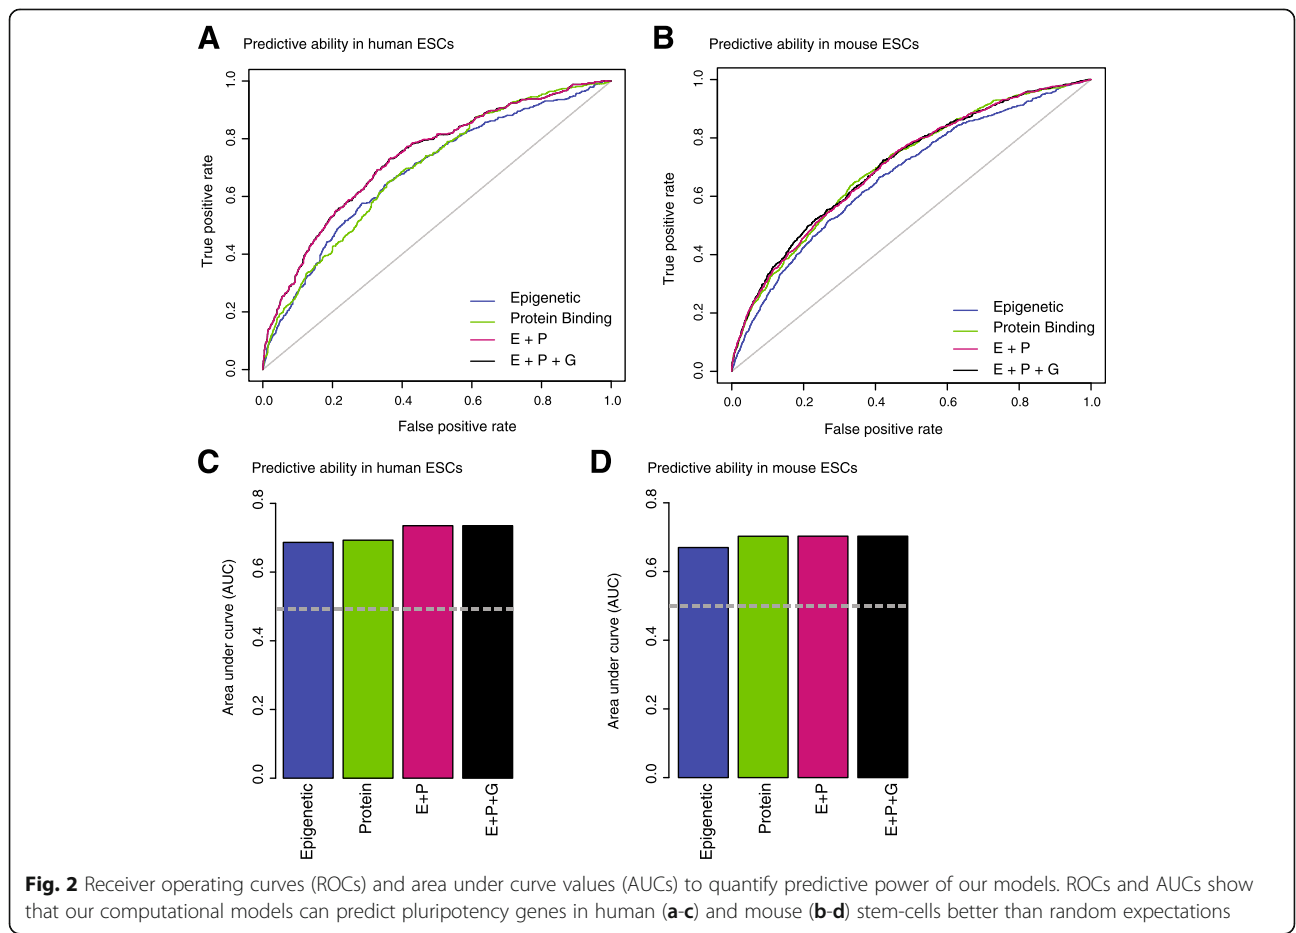 A Predictive ability in human ESCs
True positive rate
0.0 0.2 0.4 0.6 0.8 1.0
Epigenetic
Protein Binding
E + P
E + P + G
0.0 0.2 0.4 0.6 0.8 1.0
False positive rate
B Predictive ability in mouse ESCs
True positive rate
0.0 0.2 0.4 0.6 0.8 1.0
Epigenetic
Protein Binding
E + P
E + P + G
0.0 0.2 0.4 0.6 0.8 1.0
False positive rate
C Predictive ability in human ESCs
Area under curve (AUC)
0.0 0.2 0.4 0.6 0.8
Epigenetic
Protein
E+P
E+P+G
D Predictive ability in mouse ESCs
Area under curve (AUC)
0.0 0.2 0.4 0.6 0.8
Epigenetic
Protein
E+P
E+P+G
Fig. 2 Receiver operating curves (ROCs) and area under curve values (AUCs) to quantify predictive power of our models. ROCs and AUCs show
that our computational models can predict pluripotency genes in human (a-c) and mouse (b-d) stem-cells better than random expectations